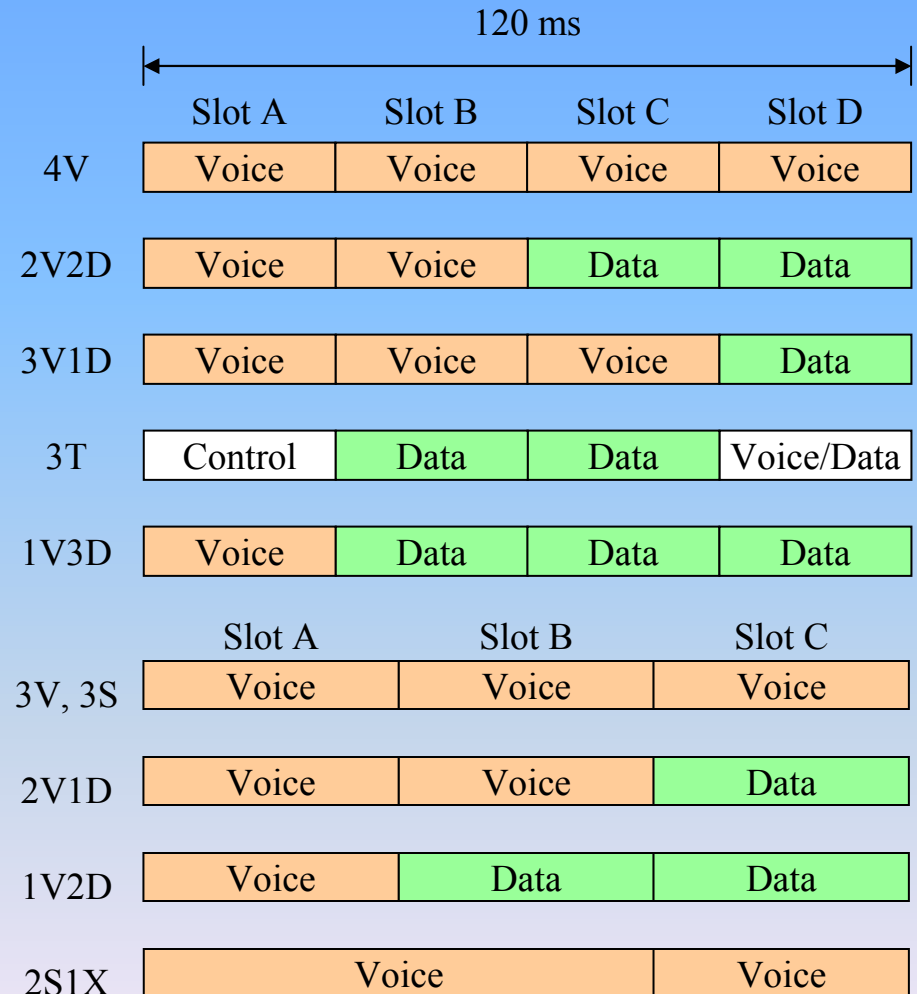 120 ms
Slot A Slot B Slot C Slot D
4V Voice Voice Voice Voice
2V2D Voice Voice Data Data
3V1D Voice Voice Voice Data
3T Control Data Data Voice/Data
1V3D Voice Data Data Data
Slot A Slot B Slot C
3V, 3S Voice Voice Voice
2V1D Voice Voice Data
1V2D Voice Data Data
2S1X Voice Voice